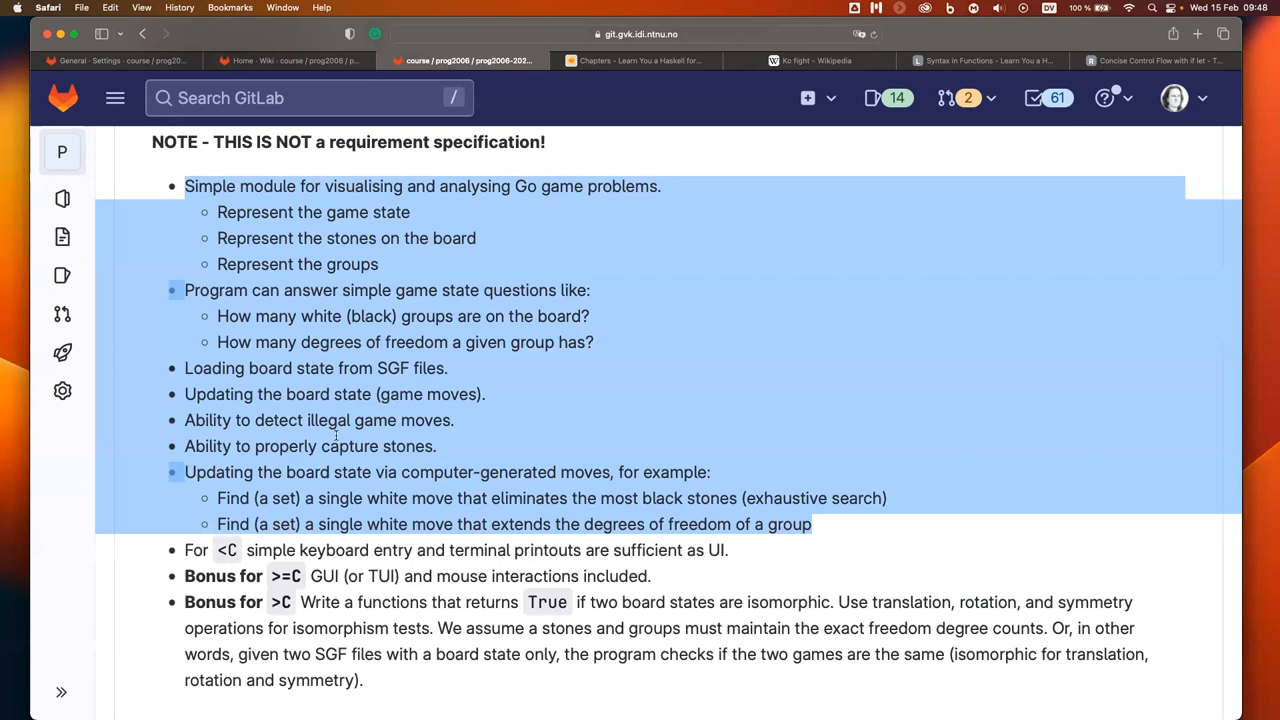 Safari File Edit View History Bookmarks Window Help DV 100 % Wed 15 Feb 09:48
git.gvk.idi.ntnu.no
General · Settings · course / prog20... Home · Wiki · course / prog2006 / p... course / prog2006 / prog2006-202... Chapters - Learn You a Haskell for... Ko fight - Wikipedia Syntax in Functions - Learn You a H... Concise Control Flow with if let - T...
Search GitLab / 14 2 61
P
NOTE - THIS IS NOT a requirement specification!
Simple module for visualising and analysing Go game problems.
Represent the game state
Represent the stones on the board
Represent the groups
Program can answer simple game state questions like:
How many white (black) groups are on the board?
How many degrees of freedom a given group has?
Loading board state from SGF files.
Updating the board state (game moves).
Ability to detect illegal game moves.
Ability to properly capture stones.
Updating the board state via computer-generated moves, for example:
Find (a set) a single white move that eliminates the most black stones (exhaustive search)
Find (a set) a single white move that extends the degrees of freedom of a group
For <C simple keyboard entry and terminal printouts are sufficient as UI.
Bonus for >=C GUI (or TUI) and mouse interactions included.
Bonus for >C Write a functions that returns True if two board states are isomorphic. Use translation, rotation, and symmetry
operations for isomorphism tests. We assume a stones and groups must maintain the exact freedom degree counts. Or, in other
words, given two SGF files with a board state only, the program checks if the two games are the same (isomorphic for translation,
rotation and symmetry).